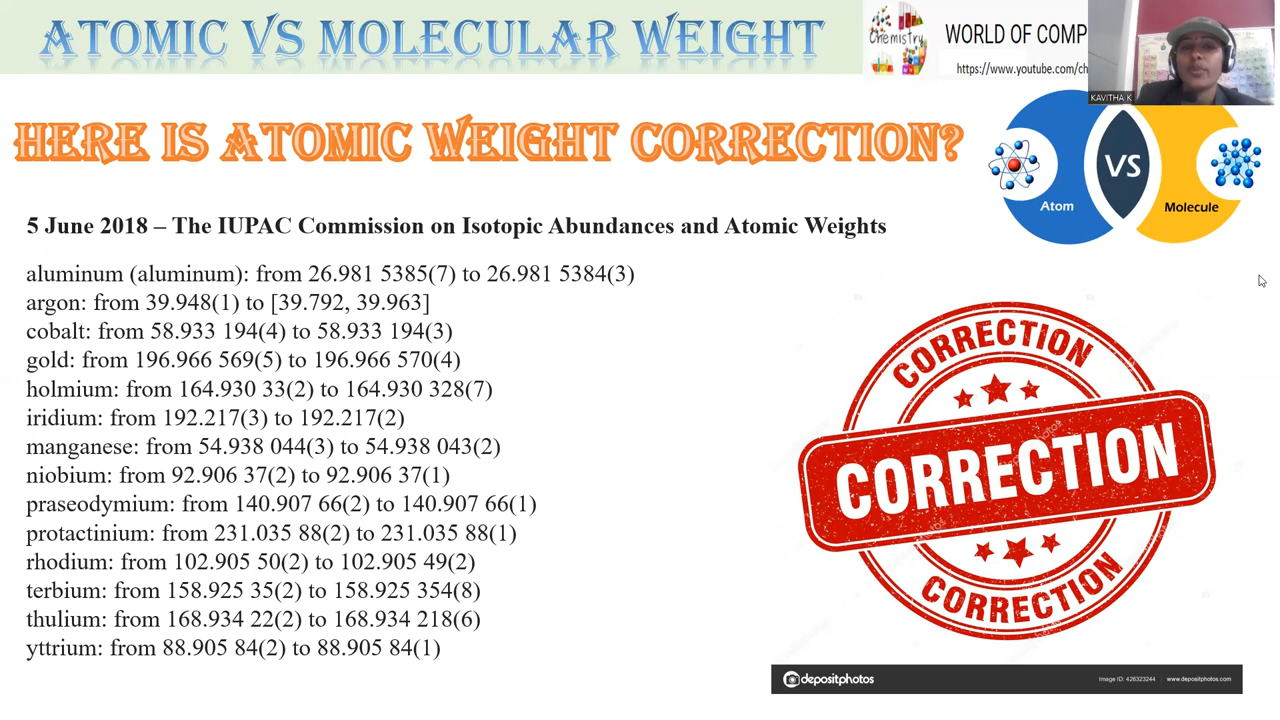 ATOMIC VS MOLECULAR WEIGHT
Chemistry
WORLD OF COMP
https://www.youtube.com/ch
KAVITHA K
HERE IS ATOMIC WEIGHT CORRECTION?
VS
Atom
Molecule
5 June 2018 – The IUPAC Commission on Isotopic Abundances and Atomic Weights
aluminum (aluminum): from 26.981 5385(7) to 26.981 5384(3)
argon: from 39.948(1) to [39.792, 39.963]
cobalt: from 58.933 194(4) to 58.933 194(3)
gold: from 196.966 569(5) to 196.966 570(4)
holmium: from 164.930 33(2) to 164.930 328(7)
iridium: from 192.217(3) to 192.217(2)
manganese: from 54.938 044(3) to 54.938 043(2)
niobium: from 92.906 37(2) to 92.906 37(1)
praseodymium: from 140.907 66(2) to 140.907 66(1)
protactinium: from 231.035 88(2) to 231.035 88(1)
rhodium: from 102.905 50(2) to 102.905 49(2)
terbium: from 158.925 35(2) to 158.925 354(8)
thulium: from 168.934 22(2) to 168.934 218(6)
yttrium: from 88.905 84(2) to 88.905 84(1)
CORRECTION
CORRECTION
CORRECTION
depositphotos
Image ID: 426323244
www.depositphotos.com